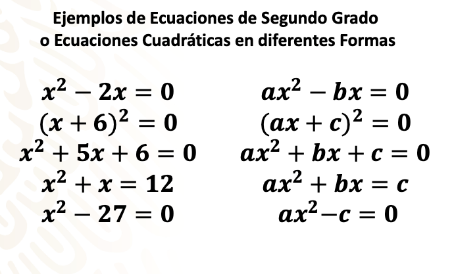 Ejemplos de Ecuaciones de Segundo Grado
o Ecuaciones Cuadráticas en diferentes Formas
x² − 2x = 0 ax² − bx = 0
(x + 6)² = 0 (ax + c)² = 0
x² + 5x + 6 = 0 ax² + bx + c = 0
x² + x = 12 ax² + bx = c
x² − 27 = 0 ax²−c = 0